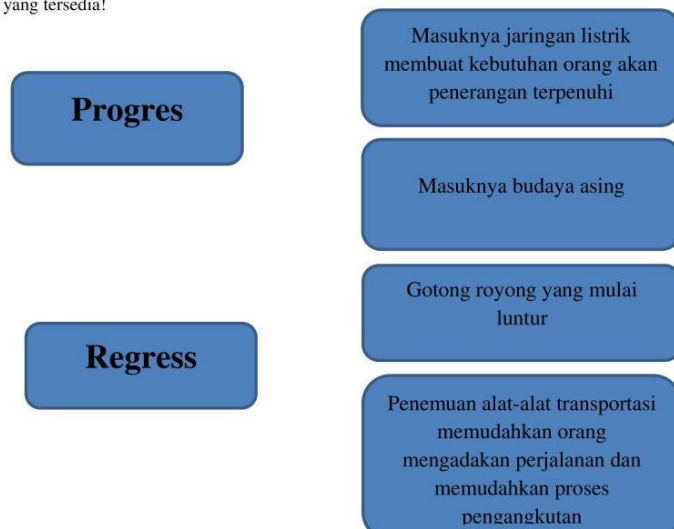 yang tersedia!
Progres
Regress
Masuknya jaringan listrik
membuat kebutuhan orang akan
penerangan terpenuhi
Masuknya budaya asing
Gotong royong yang mulai
luntur
Penemuan alat-alat transportasi
memudahkan orang
mengadakan perjalanan dan
memudahkan proses
pengangkutan